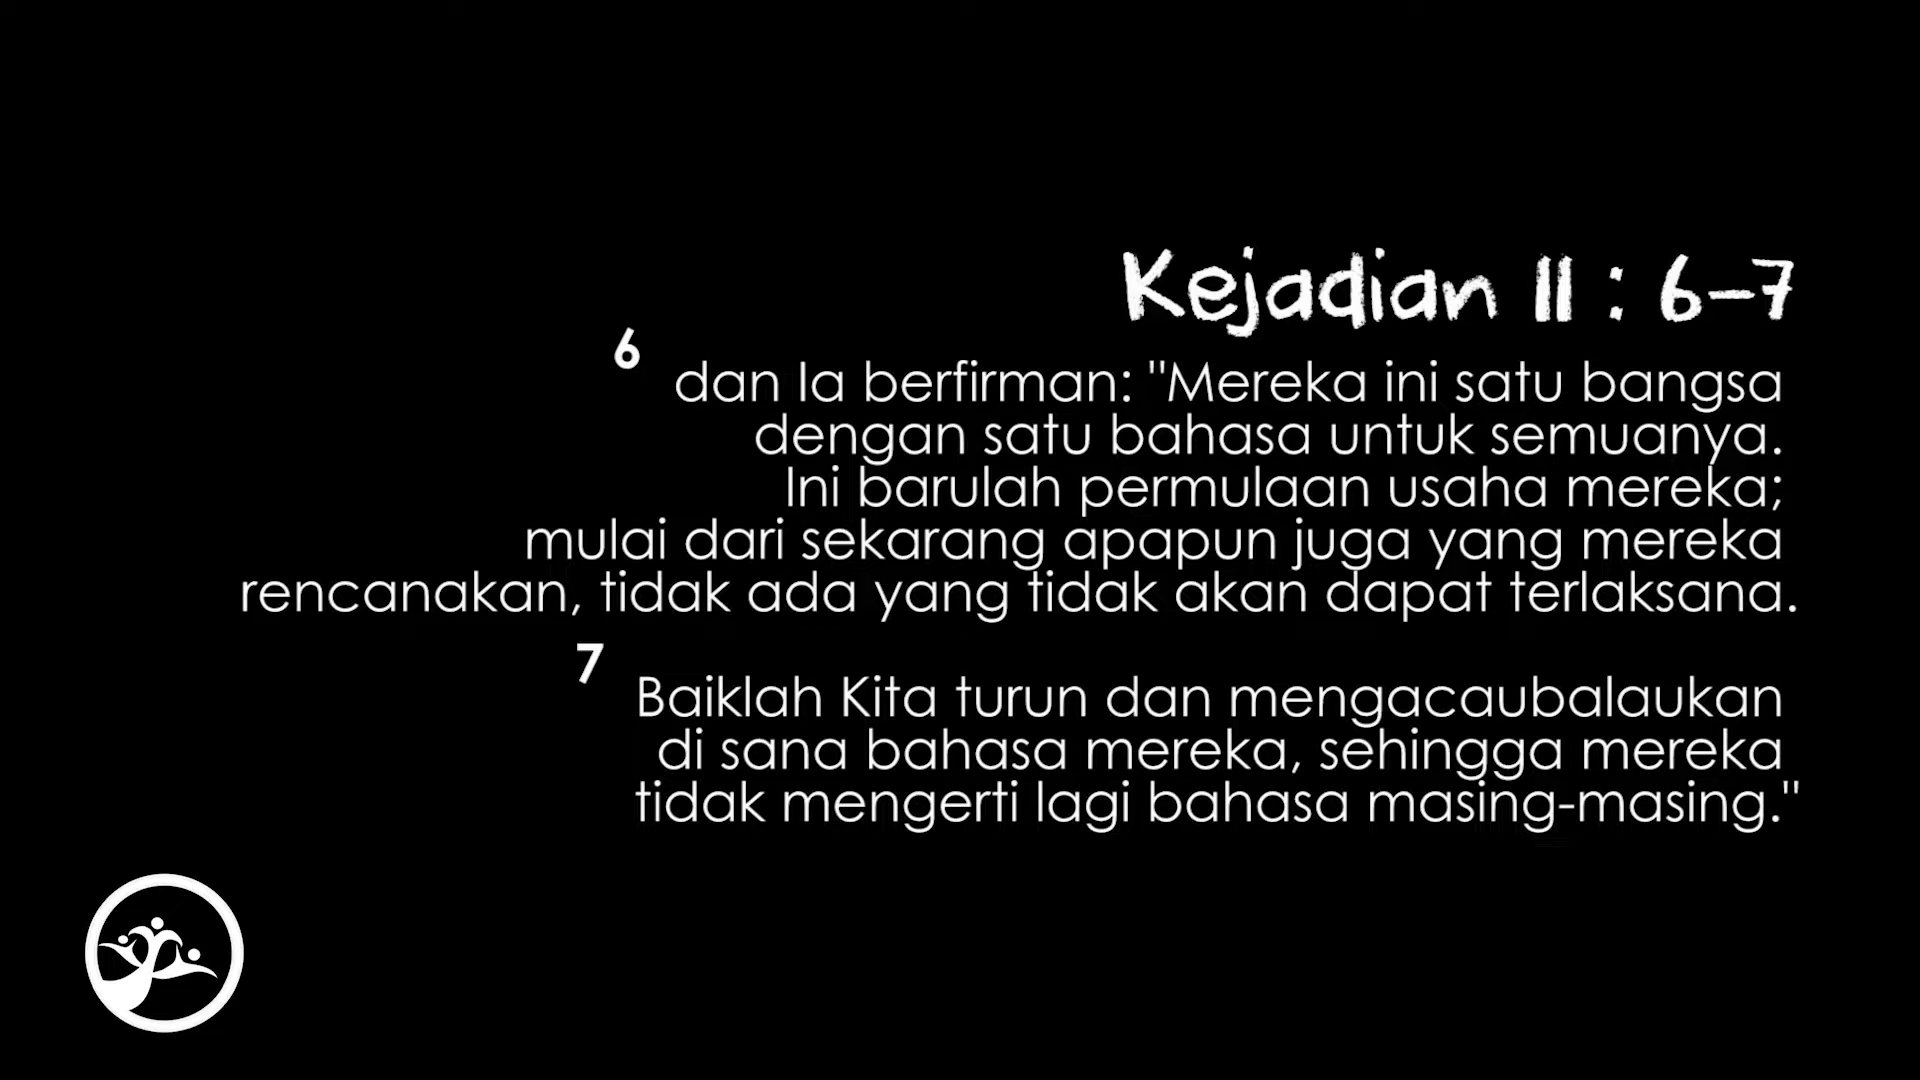 Kejadian 11 : 6-7
6 dan Ia berfirman: "Mereka ini satu bangsa
dengan satu bahasa untuk semuanya.
Ini barulah permulaan usaha mereka;
mulai dari sekarang apapun juga yang mereka
rencanakan, tidak ada yang tidak akan dapat terlaksana.
7 Baiklah Kita turun dan mengacaubalaukan
di sana bahasa mereka, sehingga mereka
tidak mengerti lagi bahasa masing-masing."